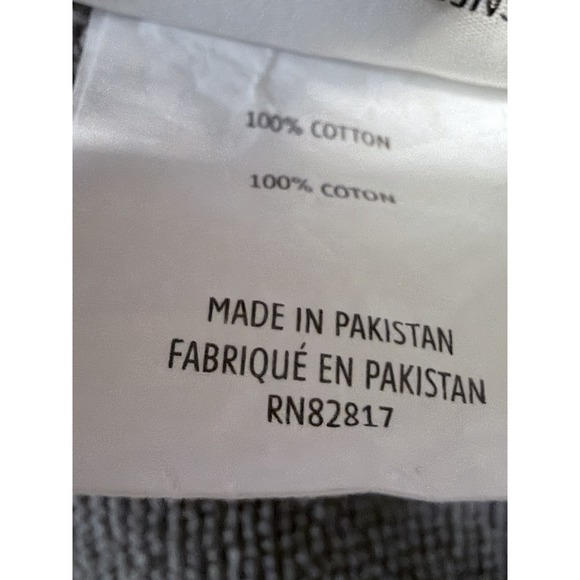 100% COTTON
100% COTON
MADE IN PAKISTAN
FABRIQUÉ EN PAKISTAN
RN82817